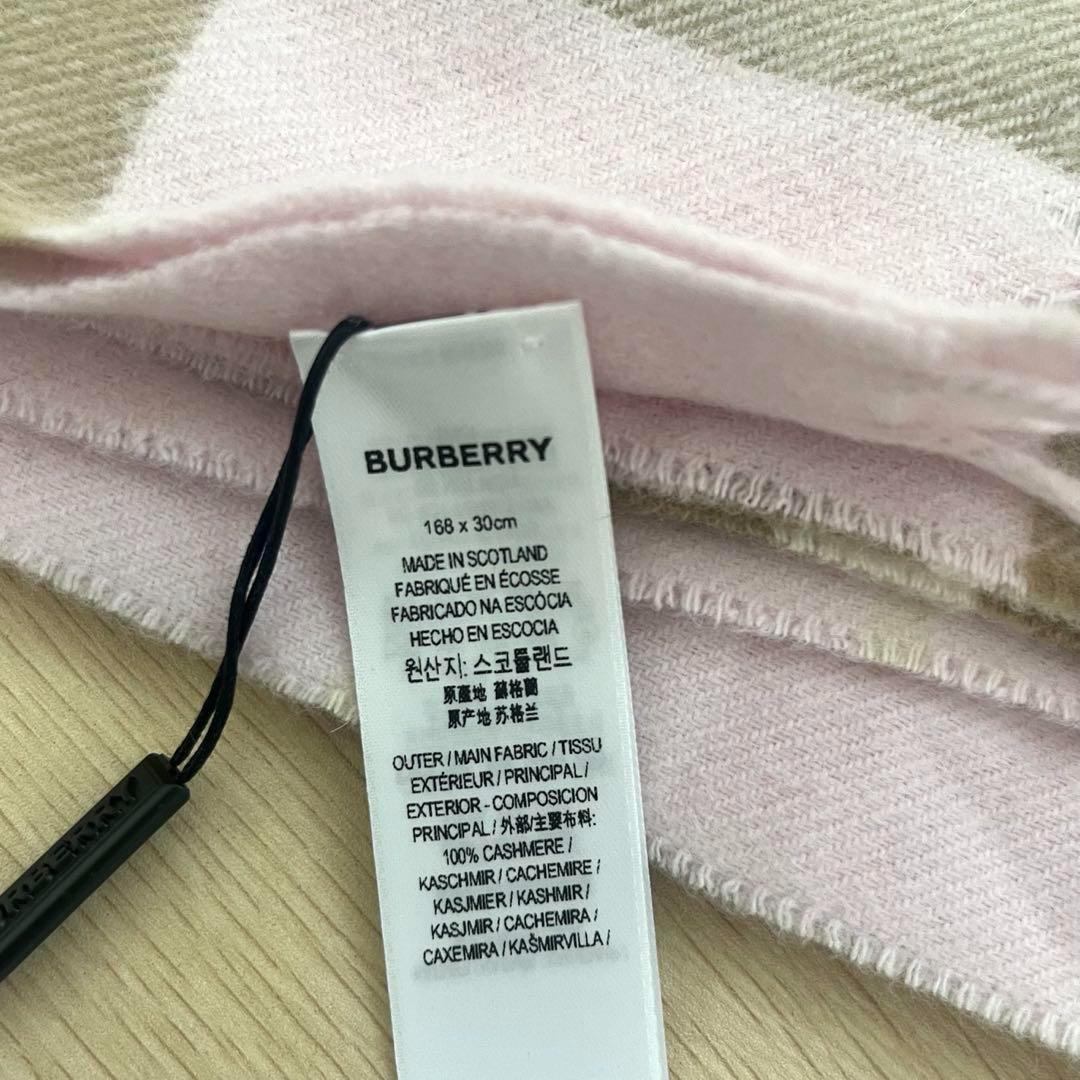 BURBERRY
168 x 30cm
MADE IN SCOTLAND
FABRIQUÉ EN ÉCOSSE
FABRICADO NA ESCÓCIA
HECHO EN ESCOCIA
원산지: 스코틀랜드
原產地 蘇格蘭
原产地 苏格兰
OUTER / MAIN FABRIC / TISSU
EXTÉRIEUR / PRINCIPAL /
EXTERIOR - COMPOSICION
PRINCIPAL / 外部/主要布料:
100% CASHMERE /
KASCHMIR / CACHEMIRE /
KASJMIER / KASHMIR /
KASJMIR / CACHEMIRA /
CAXEMIRA / KAŠMIRVILLA /